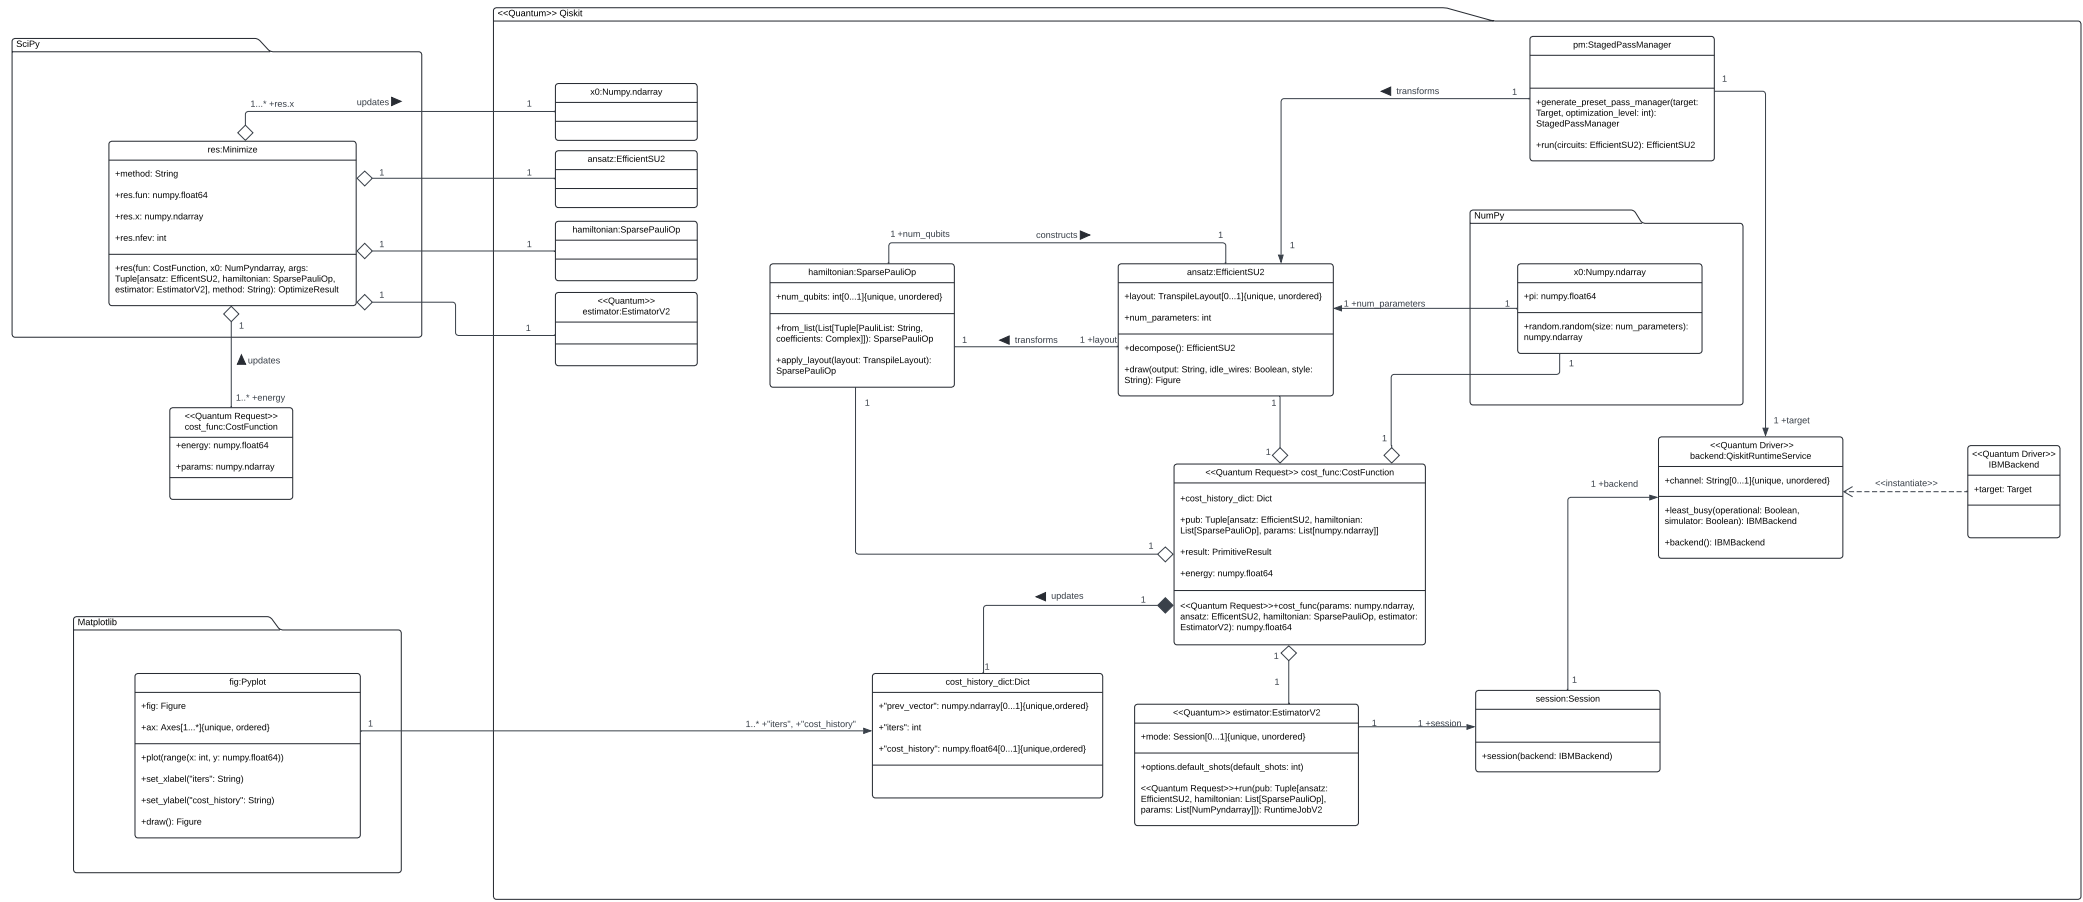 <<Quantum>> Qiskit
SciPy
1...* +res.x
updates
1
res:Minimize
+method: String
+res.fun: numpy.float64
+res.x: numpy.ndarray
+res.nfev: int
+res(fun: CostFunction, x0: NumPyndarray, args:
Tuple[ansatz: EfficentSU2, hamiltonian: SparsePauliOp,
estimator: EstimatorV2], method: String): OptimizeResult
1
1
1
1
1
1
1
updates
1..* +energy
<<Quantum Request>>
cost_func:CostFunction
+energy: numpy.float64
+params: numpy.ndarray
x0:Numpy.ndarray
ansatz:EfficientSU2
hamiltonian:SparsePauliOp
<<Quantum>>
estimator:EstimatorV2
pm:StagedPassManager
+generate_preset_pass_manager(target:
Target, optimization_level: int):
StagedPassManager
+run(circuits: EfficientSU2): EfficientSU2
1
transforms
1
1
1 +num_qubits
constructs
1
hamiltonian:SparsePauliOp
+num_qubits: int[0...1]{unique, unordered}
+from_list(List[Tuple[PauliList: String,
coefficients: Complex]]): SparsePauliOp
+apply_layout(layout: TranspileLayout):
SparsePauliOp
1
transforms
1 +layout
ansatz:EfficientSU2
+layout: TranspileLayout[0...1]{unique, unordered}
+num_parameters: int
+decompose(): EfficientSU2
+draw(output: String, idle_wires: Boolean, style:
String): Figure
1 +num_parameters
1
NumPy
x0:Numpy.ndarray
+pi: numpy.float64
+random.random(size: num_parameters):
numpy.ndarray
1
1
1
1
1
1
1 +target
<<Quantum Request>> cost_func:CostFunction
+cost_history_dict: Dict
+pub: Tuple[ansatz: EfficientSU2, hamiltonian:
List[SparsePauliOp], params: List[numpy.ndarray]]
+result: PrimitiveResult
+energy: numpy.float64
<<Quantum Request>>+cost_func(params: numpy.ndarray,
ansatz: EfficentSU2, hamiltonian: SparsePauliOp, estimator:
EstimatorV2): numpy.float64
<<Quantum Driver>>
backend:QiskitRuntimeService
+channel: String[0...1]{unique, unordered}
+least_busy(operational: Boolean,
simulator: Boolean): IBMBackend
+backend(): IBMBackend
<<instantiate>>
<<Quantum Driver>>
IBMBackend
+target: Target
1 +backend
1
updates
1
1
1
1
Matplotlib
fig:Pyplot
+fig: Figure
+ax: Axes[1...*]{unique, ordered}
+plot(range(x: int, y: numpy.float64))
+set_xlabel("iters": String)
+set_ylabel("cost_history": String)
+draw(): Figure
1
1..* +"iters", +"cost_history"
cost_history_dict:Dict
+"prev_vector": numpy.ndarray[0...1]{unique,ordered}
+"iters": int
+"cost_history": numpy.float64[0...1]{unique,ordered}
<<Quantum>> estimator:EstimatorV2
+mode: Session[0...1]{unique, unordered}
+options.default_shots(default_shots: int)
<<Quantum Request>>+run(pub: Tuple[ansatz:
EfficientSU2, hamiltonian: List[SparsePauliOp],
params: List[NumPyndarray]]): RuntimeJobV2
1
1 +session
session:Session
+session(backend: IBMBackend)